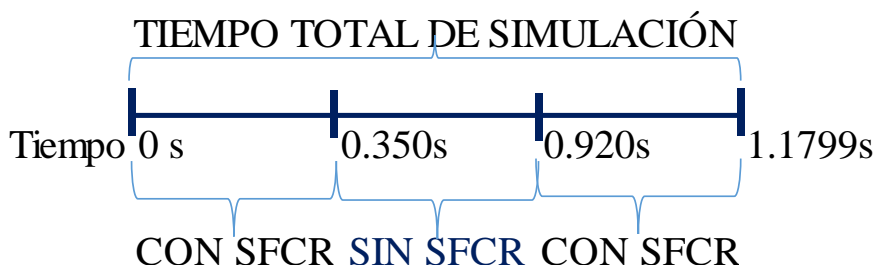 TIEMPO TOTAL DE SIMULACIÓN
Tiempo 0 s 0.350s 0.920s 1.1799s
CON SFCR SIN SFCR CON SFCR